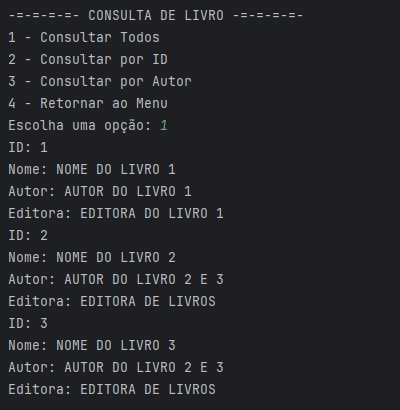 -=-=-=-=- CONSULTA DE LIVRO -=-=-=-=-
1 - Consultar Todos
2 - Consultar por ID
3 - Consultar por Autor
4 - Retornar ao Menu
Escolha uma opção: 1
ID: 1
Nome: NOME DO LIVRO 1
Autor: AUTOR DO LIVRO 1
Editora: EDITORA DO LIVRO 1
ID: 2
Nome: NOME DO LIVRO 2
Autor: AUTOR DO LIVRO 2 E 3
Editora: EDITORA DE LIVROS
ID: 3
Nome: NOME DO LIVRO 3
Autor: AUTOR DO LIVRO 2 E 3
Editora: EDITORA DE LIVROS